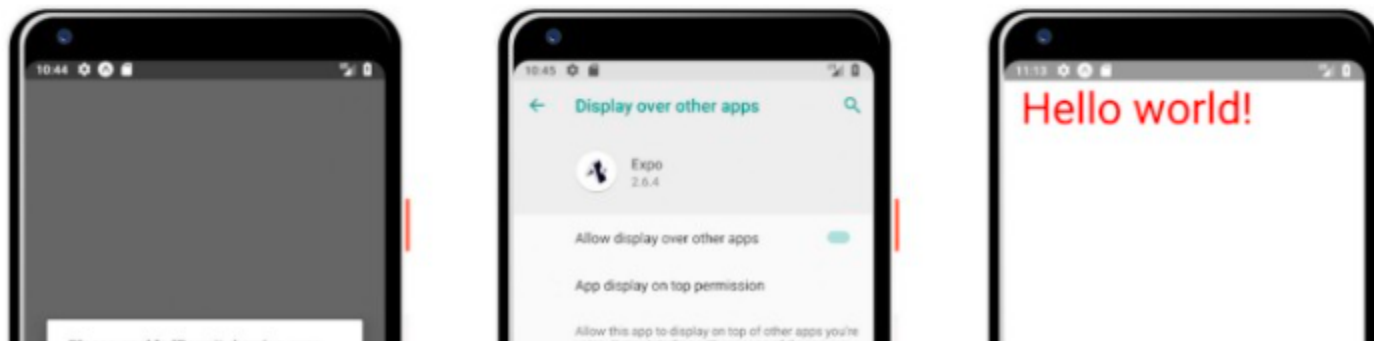 10:44
10:45
Display over other apps
Expo
2.6.4
Allow display over other apps
App display on top permission
Allow this app to display on top of other apps you're
11:13
Hello world!